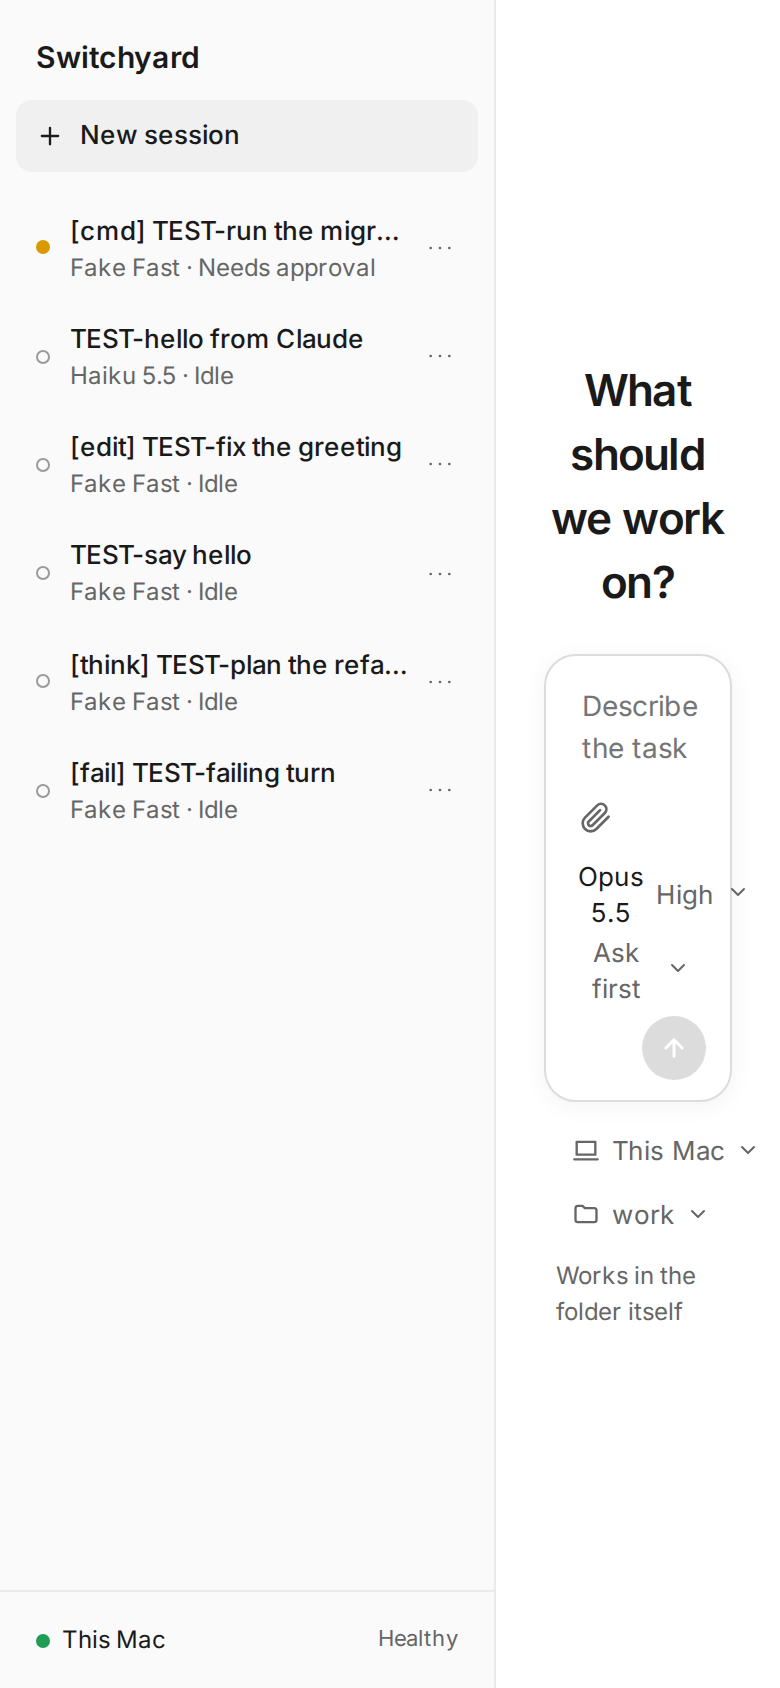 Switchyard
New session
[cmd] TEST-run the migr...
Fake Fast · Needs approval
TEST-hello from Claude
Haiku 5.5 · Idle
[edit] TEST-fix the greeting
Fake Fast · Idle
TEST-say hello
Fake Fast · Idle
[think] TEST-plan the refa...
Fake Fast · Idle
[fail] TEST-failing turn
Fake Fast · Idle
This Mac
Healthy
What
should
we work
on?
Describe
the task
Opus
5.5
High
Ask
first
This Mac
work
Works in the
folder itself